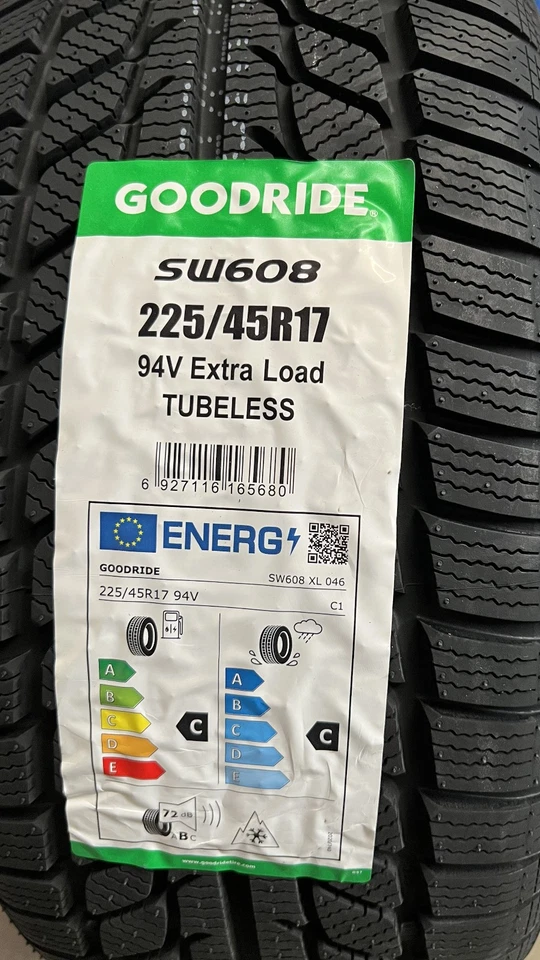 GOODRIDE®
SW608
225/45R17
94V Extra Load
TUBELESS
6 927116 165680
ENERG
GOODRIDE
SW608 XL 046
225/45R17 94V
C1
A
B
C
D
E
C
A
B
C
D
E
C
72 dB
ABC
www.goodridetire.com